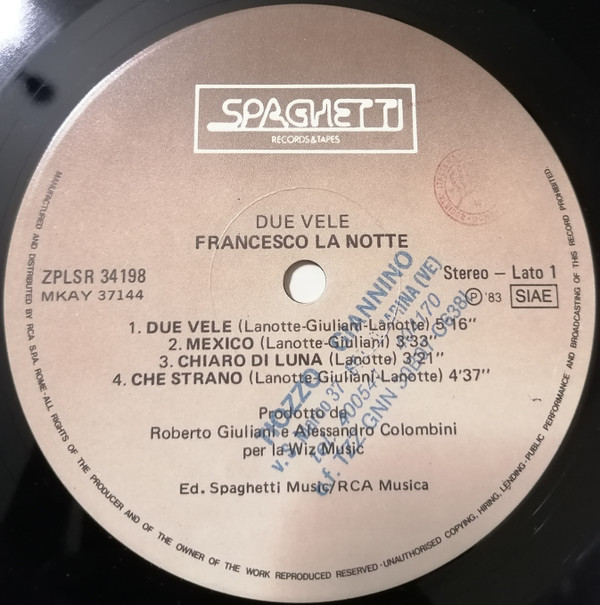 SPAGHETTI
RECORDS & TAPES
DUE VELE
FRANCESCO LA NOTTE
ZPLSR 34198
MKAY 37144
Stereo – Lato 1
Ⓟ '83 SIAE
1. DUE VELE (Lanotte-Giuliani-Lanotte) 5'16"
2. MEXICO (Lanotte-Giuliani) 3'33"
3. CHIARO DI LUNA (Lanotte) 3'21"
4. CHE STRANO (Lanotte-Giuliani-Lanotte) 4'37"
Prodotto da
Roberto Giuliani e Alessandro Colombini
per la Wiz Music
Ed. Spaghetti Music/RCA Musica
MANUFACTURED AND DISTRIBUTED BY RCA S.P.A. ROME-ALL RIGHTS OF THE PRODUCER AND OF THE OWNER OF THE WORK REPRODUCED RESERVED-UNAUTHORISED COPYING, HIRING, LENDING-PUBLIC PERFORMANCE AND BROADCASTING OF THIS RECORD PROHIBITED.
GIANNINO
(VE)